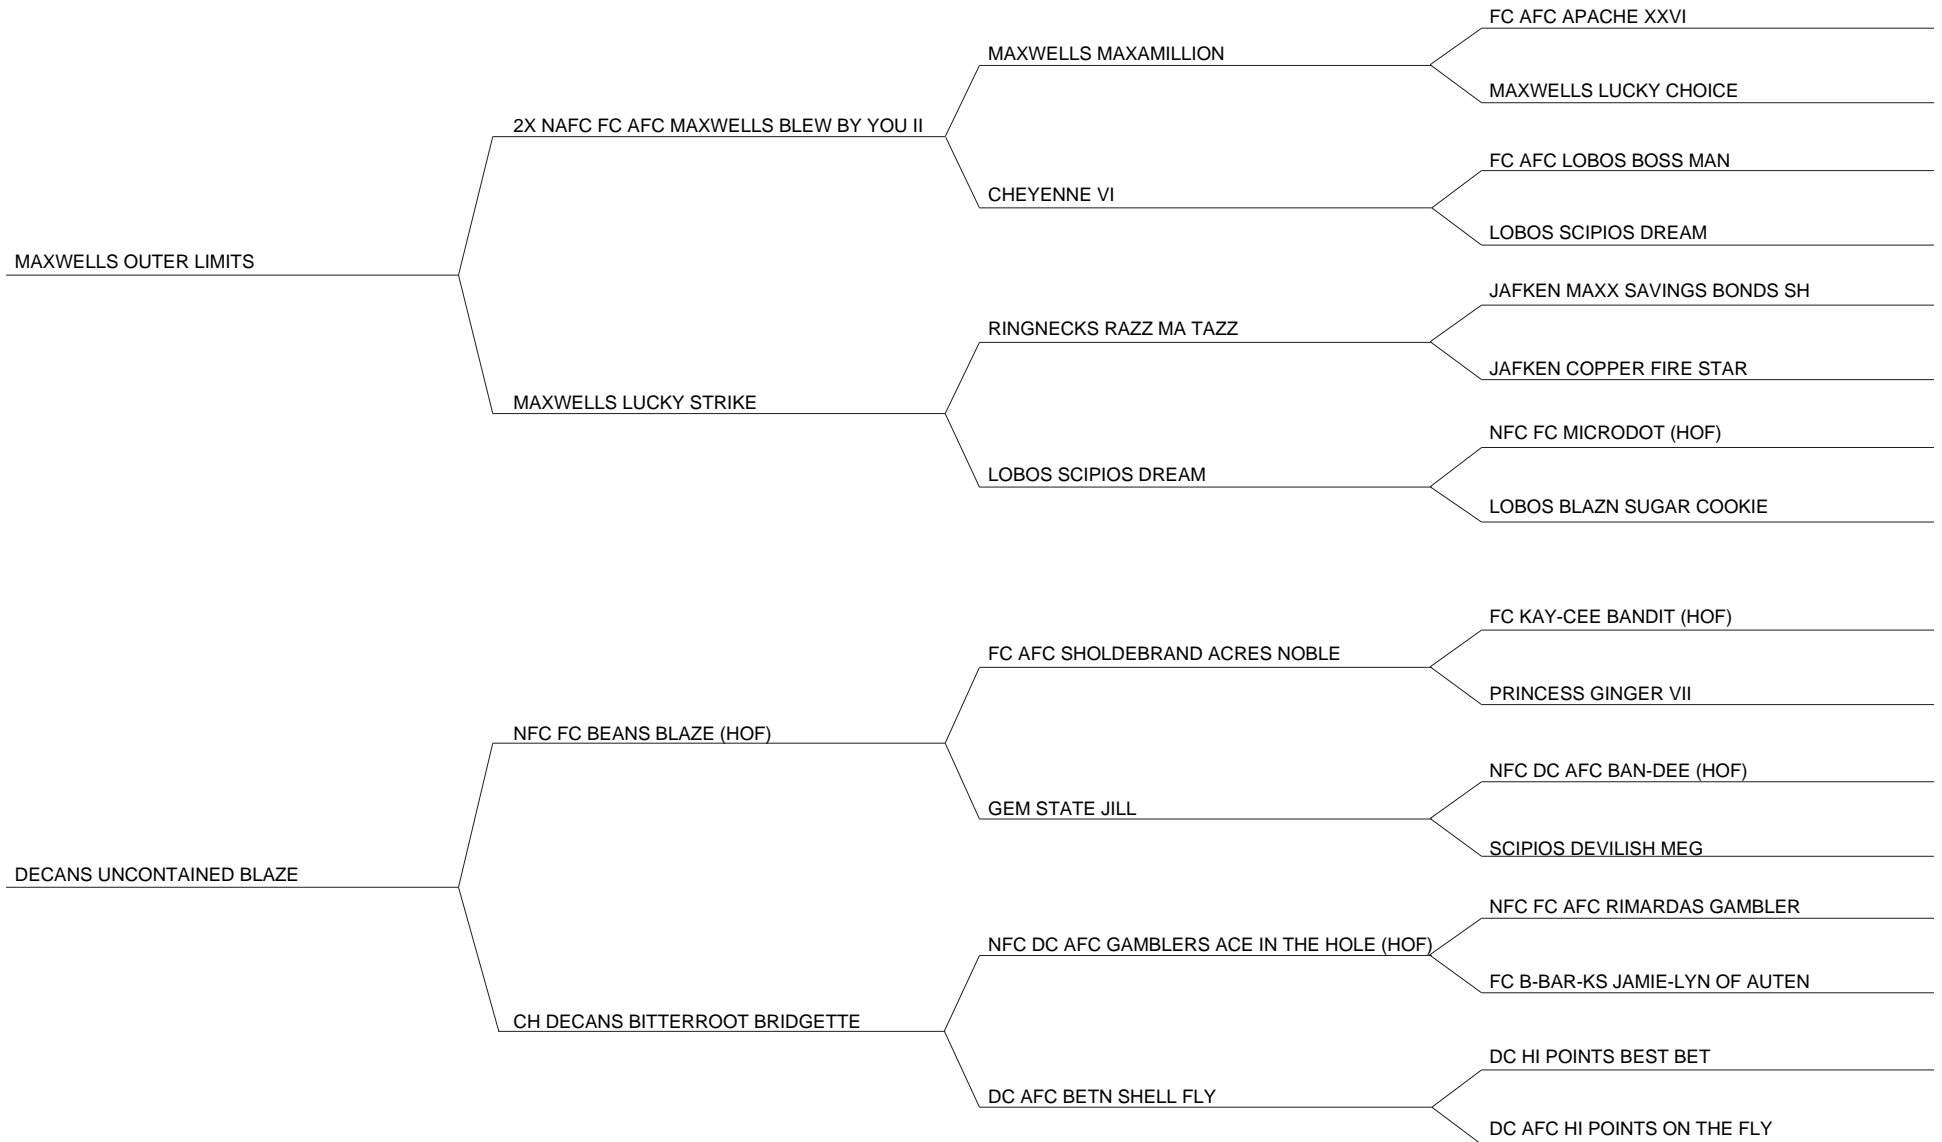 FC AFC APACHE XXVI
MAXWELLS MAXAMILLION
MAXWELLS LUCKY CHOICE
2X NAFC FC AFC MAXWELLS BLEW BY YOU II
FC AFC LOBOS BOSS MAN
CHEYENNE VI
LOBOS SCIPIOS DREAM
MAXWELLS OUTER LIMITS
JAFKEN MAXX SAVINGS BONDS SH
RINGNECKS RAZZ MA TAZZ
JAFKEN COPPER FIRE STAR
MAXWELLS LUCKY STRIKE
NFC FC MICRODOT (HOF)
LOBOS SCIPIOS DREAM
LOBOS BLAZN SUGAR COOKIE
FC KAY-CEE BANDIT (HOF)
FC AFC SHOLDEBRAND ACRES NOBLE
PRINCESS GINGER VII
NFC FC BEANS BLAZE (HOF)
NFC DC AFC BAN-DEE (HOF)
GEM STATE JILL
SCIPIOS DEVILISH MEG
DECANS UNCONTAINED BLAZE
NFC FC AFC RIMARDAS GAMBLER
NFC DC AFC GAMBLERS ACE IN THE HOLE (HOF)
FC B-BAR-KS JAMIE-LYN OF AUTEN
CH DECANS BITTERROOT BRIDGETTE
DC HI POINTS BEST BET
DC AFC BETN SHELL FLY
DC AFC HI POINTS ON THE FLY